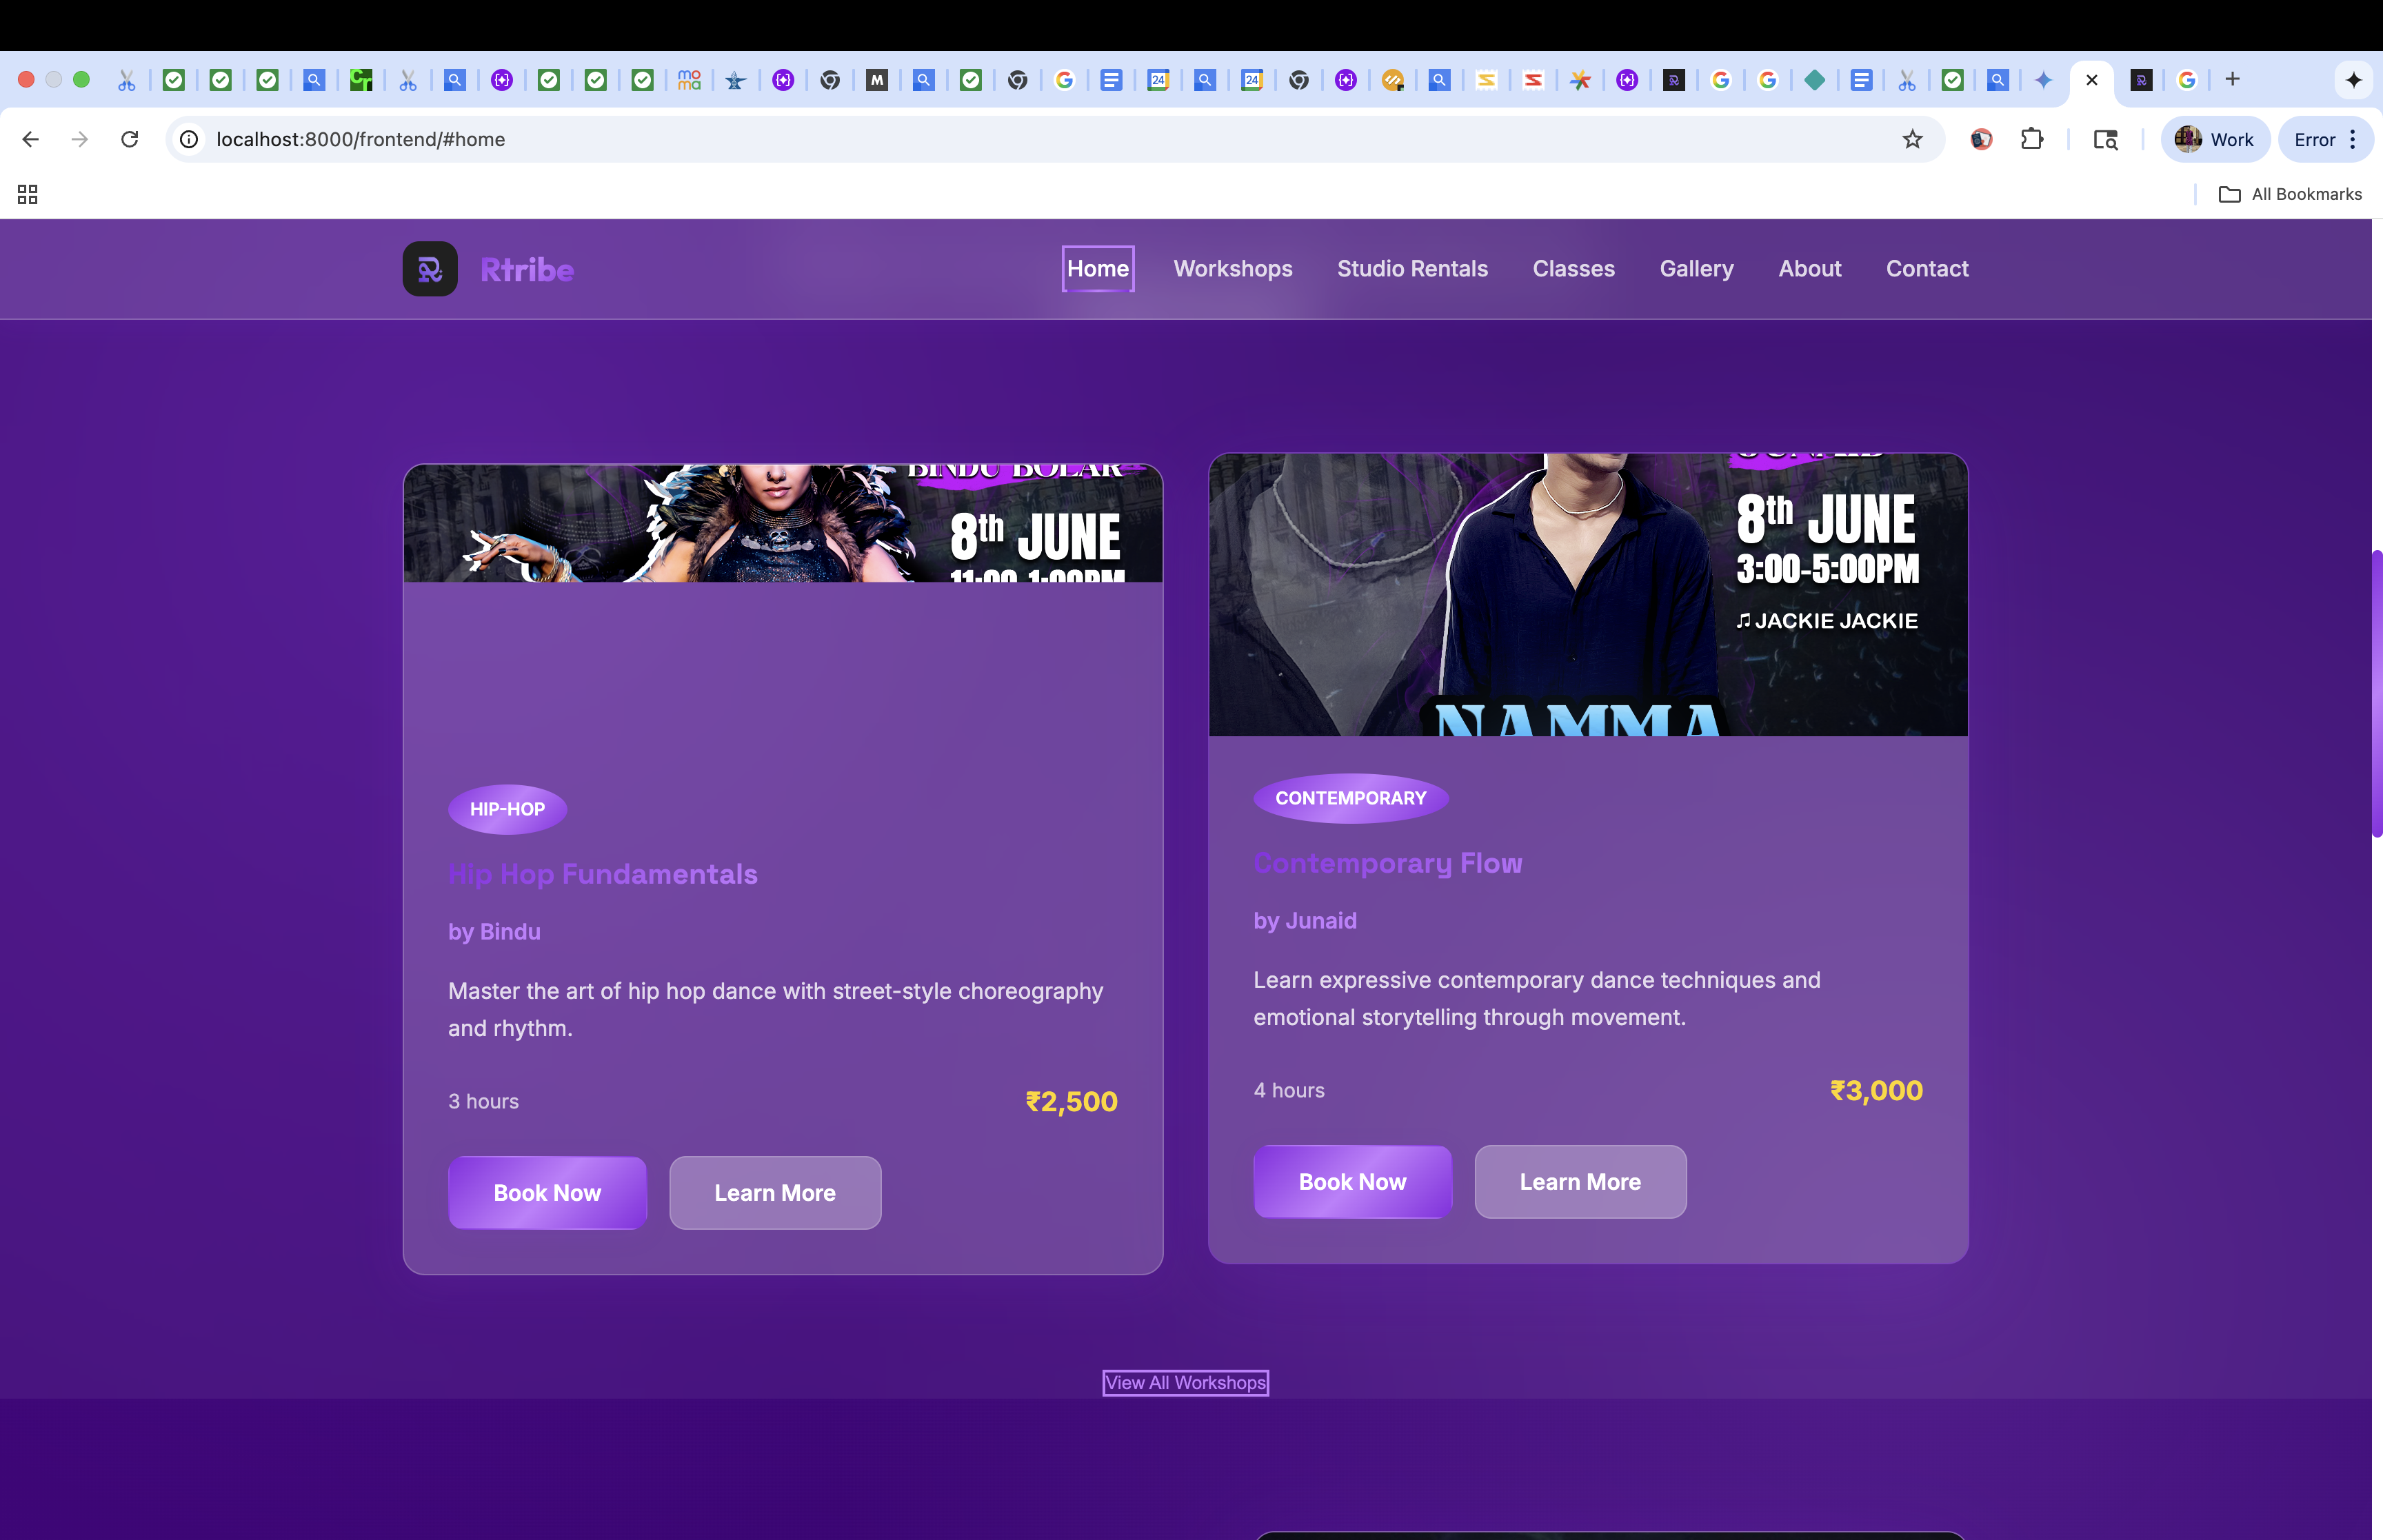 localhost:8000/frontend/#home
Work
Error
All Bookmarks
Rtribe
Home
Workshops
Studio Rentals
Classes
Gallery
About
Contact
BINDU BOLAR
8th JUNE
11:00-1:00PM
HIP-HOP
Hip Hop Fundamentals
by Bindu
Master the art of hip hop dance with street-style choreography
and rhythm.
3 hours
₹2,500
Book Now
Learn More
8th JUNE
3:00-5:00PM
♫ JACKIE JACKIE
NAMMA
CONTEMPORARY
Contemporary Flow
by Junaid
Learn expressive contemporary dance techniques and
emotional storytelling through movement.
4 hours
₹3,000
Book Now
Learn More
View All Workshops